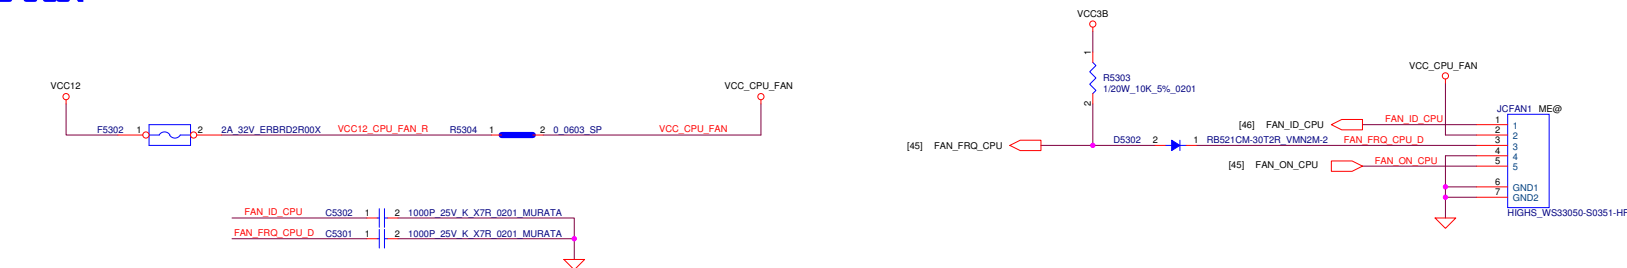 VCC12
F5302 1 2 2A_32V_ERBRD2R00X VCC12_CPU_FAN_R R5304 1 2 0_0603_SP VCC_CPU_FAN
VCC_CPU_FAN
FAN_ID_CPU C5302 1 2 1000P_25V_K_X7R_0201_MURATA
FAN_FRQ_CPU_D C5301 1 2 1000P_25V_K_X7R_0201_MURATA
VCC3B
1
R5303
1/20W_10K_5%_0201
2
[45] FAN_FRQ_CPU
D5302 2 1 RB521CM-30T2R_VMN2M-2 FAN_FRQ_CPU_D
VCC_CPU_FAN
[46] FAN_ID_CPU FAN_ID_CPU
[45] FAN_ON_CPU FAN_ON_CPU
JCFAN1 ME@
1 1
2 2
3 3
4 4
5 5
6 GND1
7 GND2
HIGHS_WS33050-S0351-HF